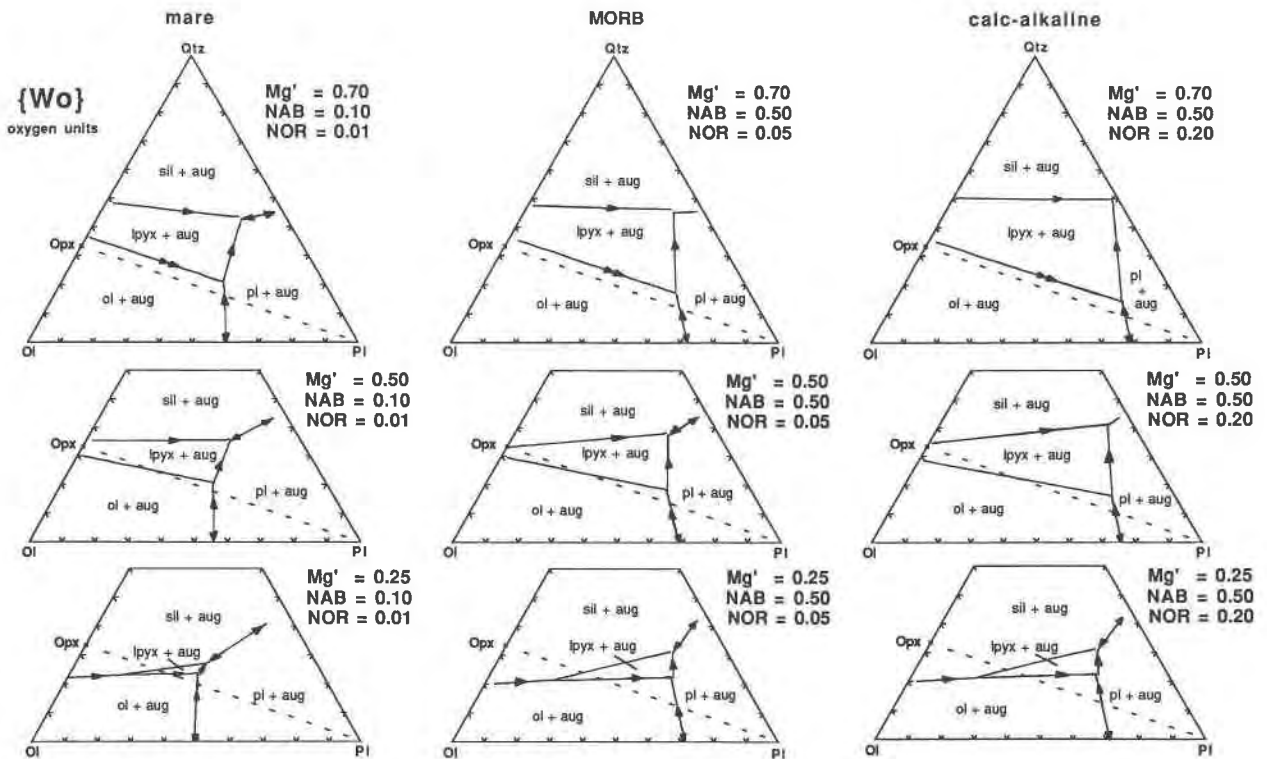 mare
MORB
calc-alkaline
{Wo}
oxygen units
Qtz
Mg' = 0.70
NAB = 0.10
NOR = 0.01
sil + aug
Opx
lpyx + aug
ol + aug
pl + aug
Ol
Pl
Qtz
Mg' = 0.70
NAB = 0.50
NOR = 0.05
sil + aug
Opx
lpyx + aug
ol + aug
pl + aug
Ol
Pl
Qtz
Mg' = 0.70
NAB = 0.50
NOR = 0.20
sil + aug
Opx
lpyx + aug
ol + aug
pl
+
aug
Ol
Pl
Mg' = 0.50
NAB = 0.10
NOR = 0.01
sil + aug
Opx
lpyx + aug
ol + aug
pl + aug
Ol
Pl
Mg' = 0.50
NAB = 0.50
NOR = 0.05
sil + aug
Opx
lpyx + aug
ol + aug
pl + aug
Ol
Pl
Mg' = 0.50
NAB = 0.50
NOR = 0.20
sil + aug
Opx
lpyx + aug
ol + aug
pl + aug
Ol
Pl
Mg' = 0.25
NAB = 0.10
NOR = 0.01
sil + aug
Opx
lpyx + aug
ol + aug
pl + aug
Ol
Pl
Mg' = 0.25
NAB = 0.50
NOR = 0.05
sil + aug
Opx
lpyx + aug
ol + aug
pl + aug
Ol
Pl
Mg' = 0.25
NAB = 0.50
NOR = 0.20
sil + aug
Opx
lpyx + aug
ol + aug
pl + aug
Ol
Pl